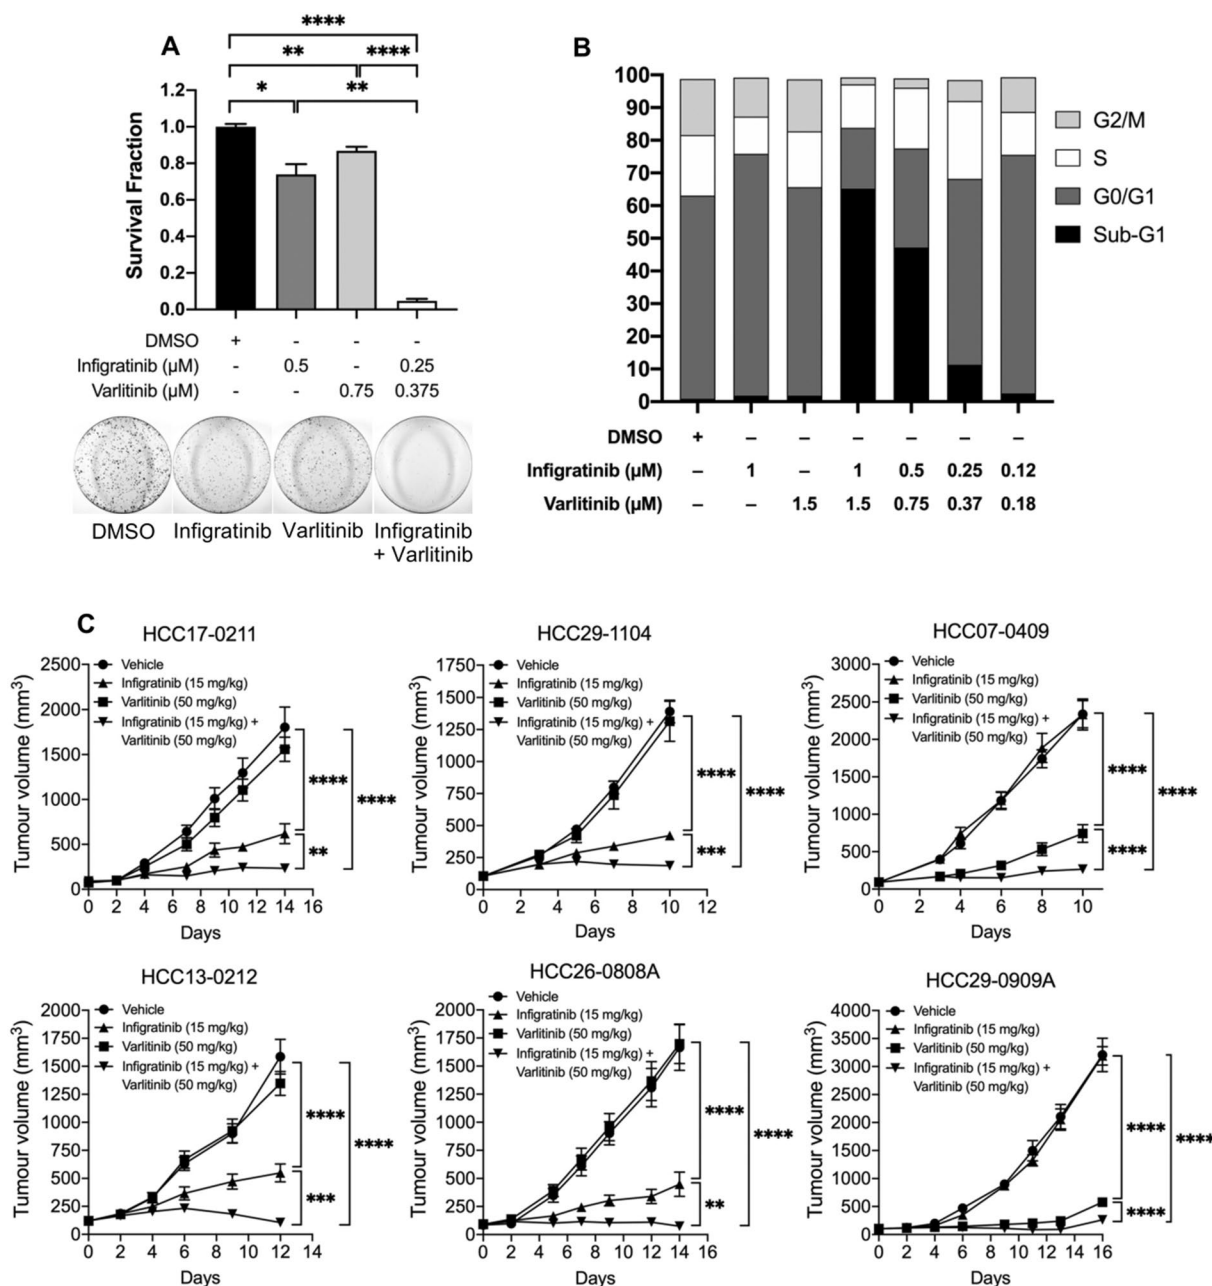 A
****
** ****
* **
Survival Fraction
1.2
1.0
0.8
0.6
0.4
0.2
0.0
DMSO + - - -
Infigratinib (µM) - 0.5 - 0.25
Varlitinib (µM) - - 0.75 0.375
DMSO Infigratinib Varlitinib Infigratinib
+ Varlitinib
B
100
90
80
70
60
50
40
30
20
10
0
G2/M
S
G0/G1
Sub-G1
DMSO + – – – – – –
Infigratinib (µM) – 1 – 1 0.5 0.25 0.12
Varlitinib (µM) – – 1.5 1.5 0.75 0.37 0.18
C
HCC17-0211
Tumour volume (mm3)
2500
2000
1500
1000
500
0
Vehicle
Infigratinib (15 mg/kg)
Varlitinib (50 mg/kg)
Infigratinib (15 mg/kg) +
Varlitinib (50 mg/kg)
****
****
**
0 2 4 6 8 10 12 14 16
Days
HCC29-1104
Tumour volume (mm3)
1750
1500
1250
1000
750
500
250
0
Vehicle
Infigratinib (15 mg/kg)
Varlitinib (50 mg/kg)
Infigratinib (15 mg/kg) +
Varlitinib (50 mg/kg)
****
****
***
0 2 4 6 8 10 12
Days
HCC07-0409
Tumour volume (mm3)
3000
2500
2000
1500
1000
500
0
Vehicle
Infigratinib (15 mg/kg)
Varlitinib (50 mg/kg)
Infigratinib (15 mg/kg) +
Varlitinib (50 mg/kg)
****
****
****
0 2 4 6 8 10
Days
HCC13-0212
Tumour volume (mm3)
2000
1750
1500
1250
1000
750
500
250
0
Vehicle
Infigratinib (15 mg/kg)
Varlitinib (50 mg/kg)
Infigratinib (15 mg/kg) +
Varlitinib (50 mg/kg)
****
****
***
0 2 4 6 8 10 12 14
Days
HCC26-0808A
Tumour volume (mm3)
2000
1750
1500
1250
1000
750
500
250
0
Vehicle
Infigratinib (15 mg/kg)
Varlitinib (50 mg/kg)
Infigratinib (15 mg/kg) +
Varlitinib (50 mg/kg)
****
****
**
0 2 4 6 8 10 12 14 16
Days
HCC29-0909A
Tumour volume (mm3)
4000
3500
3000
2500
2000
1500
1000
500
0
Vehicle
Infigratinib (15 mg/kg)
Varlitinib (50 mg/kg)
Infigratinib (15 mg/kg) +
Varlitinib (50 mg/kg)
****
****
****
0 2 4 6 8 10 12 14 16
Days